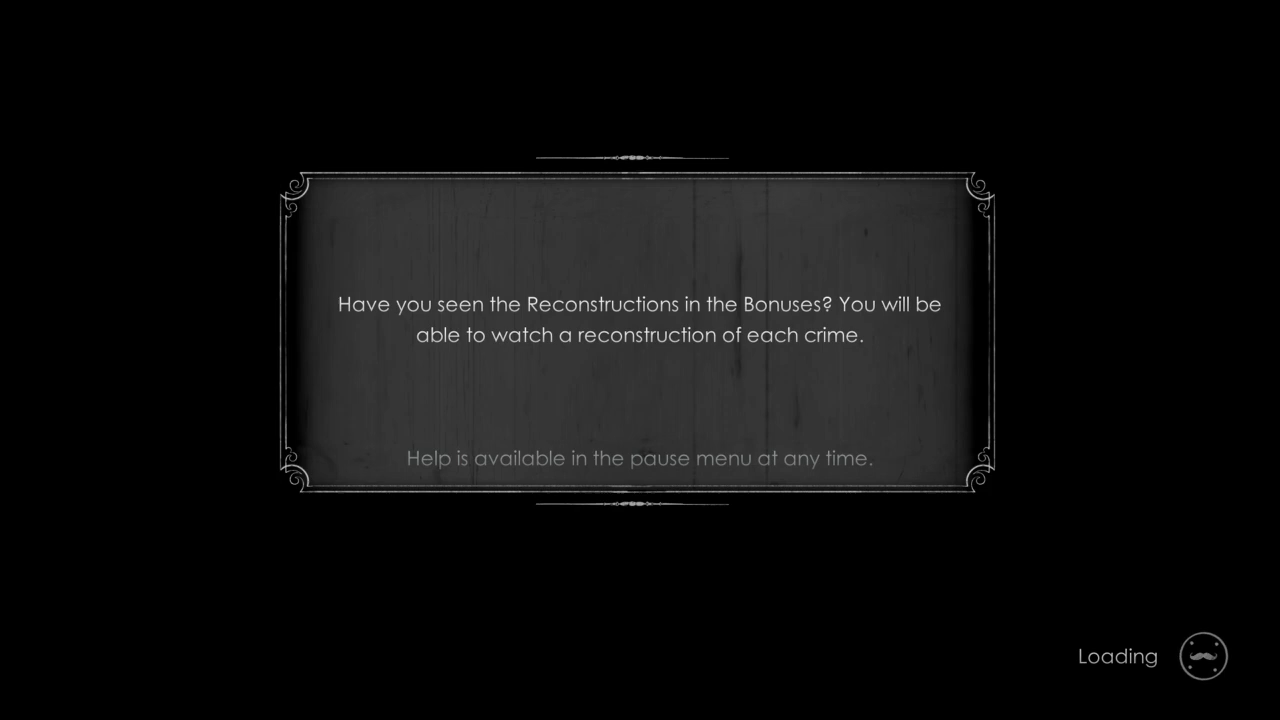 Have you seen the Reconstructions in the Bonuses? You will be
able to watch a reconstruction of each crime.
Help is available in the pause menu at any time.
Loading